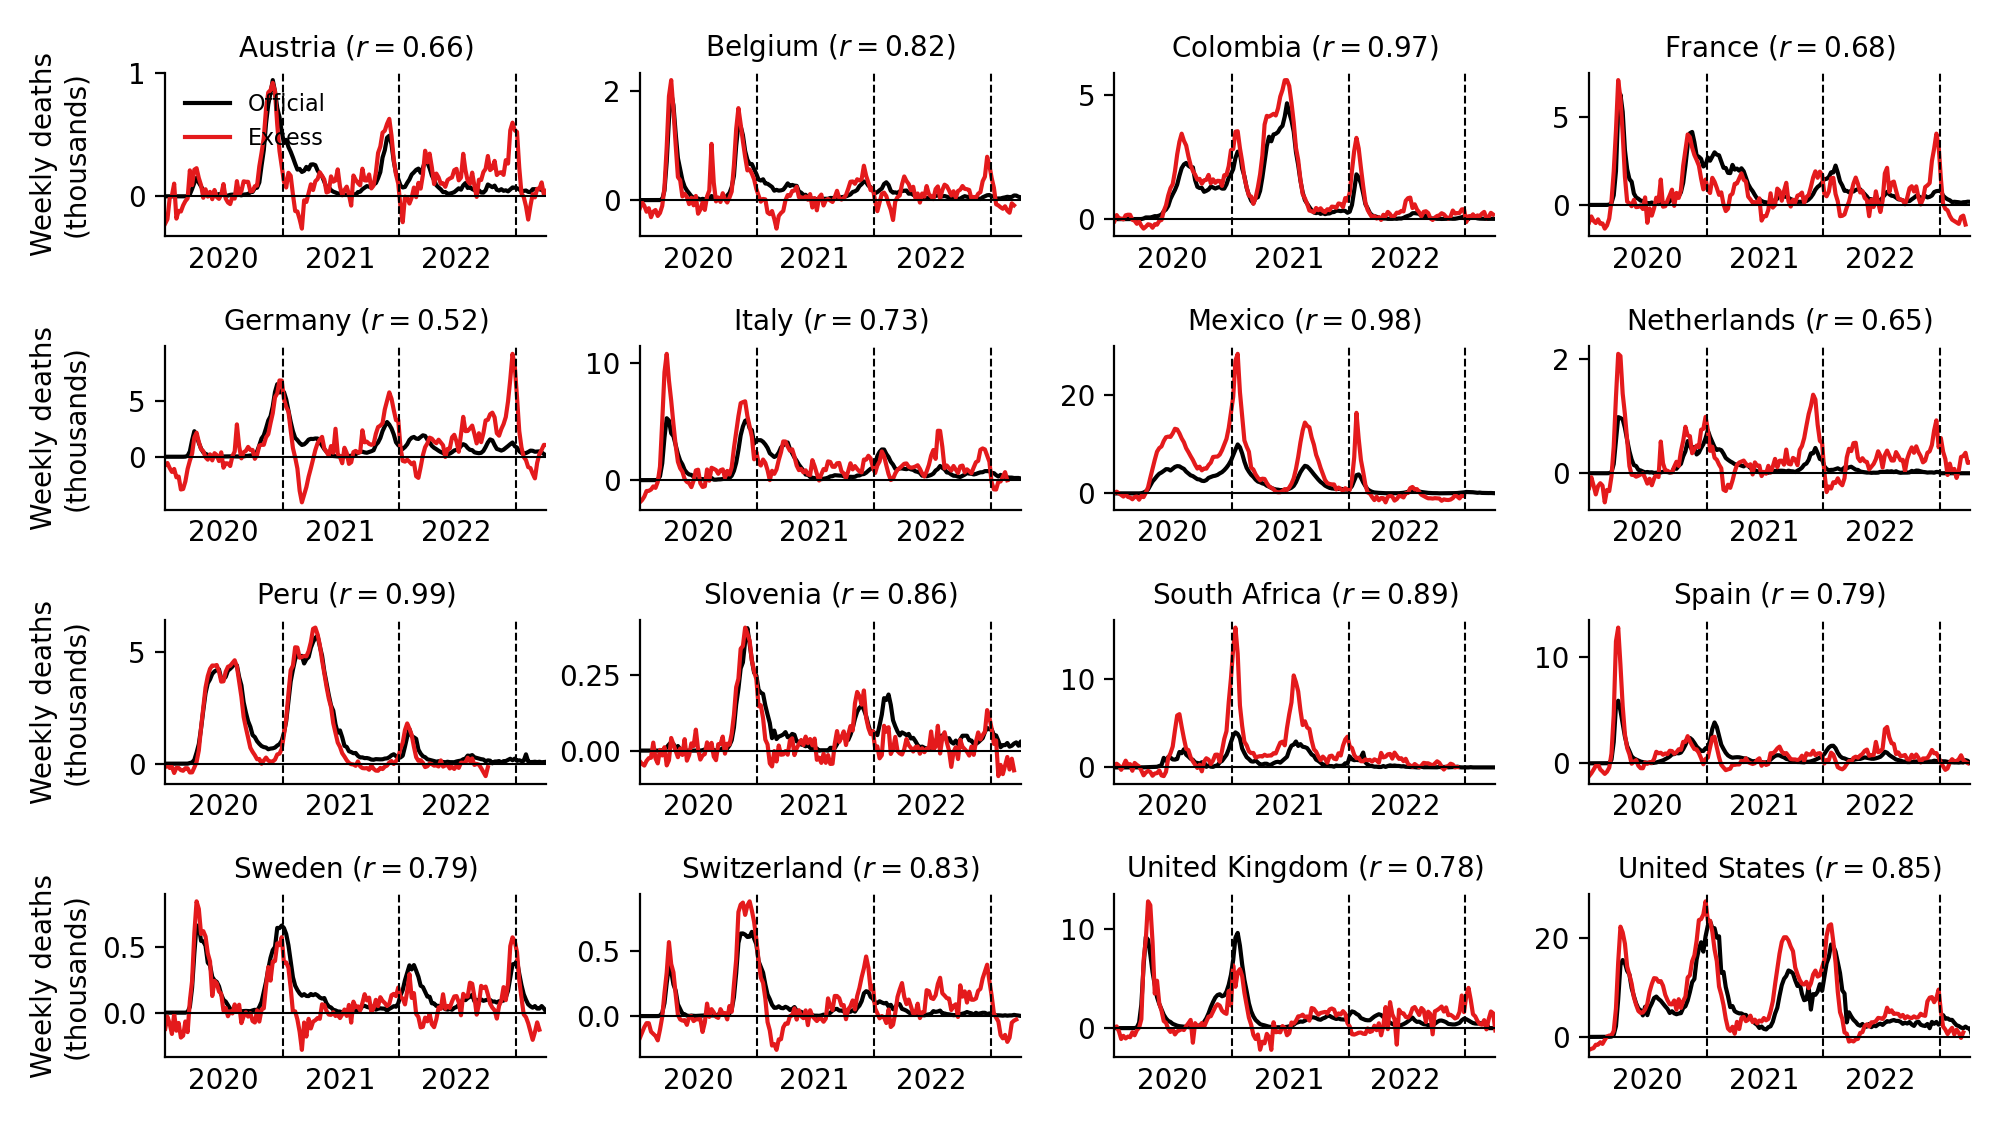 Austria (r = 0.66)
Belgium (r = 0.82)
Colombia (r = 0.97)
France (r = 0.68)
Weekly deaths
(thousands)
1
0
Official
Excess
2020 2021 2022
2
0
2020 2021 2022
5
0
2020 2021 2022
5
0
2020 2021 2022
Germany (r = 0.52)
Italy (r = 0.73)
Mexico (r = 0.98)
Netherlands (r = 0.65)
Weekly deaths
(thousands)
5
0
2020 2021 2022
10
0
2020 2021 2022
20
0
2020 2021 2022
2
0
2020 2021 2022
Peru (r = 0.99)
Slovenia (r = 0.86)
South Africa (r = 0.89)
Spain (r = 0.79)
Weekly deaths
(thousands)
5
0
2020 2021 2022
0.25
0.00
2020 2021 2022
10
0
2020 2021 2022
10
0
2020 2021 2022
Sweden (r = 0.79)
Switzerland (r = 0.83)
United Kingdom (r = 0.78)
United States (r = 0.85)
Weekly deaths
(thousands)
0.5
0.0
2020 2021 2022
0.5
0.0
2020 2021 2022
10
0
2020 2021 2022
20
0
2020 2021 2022